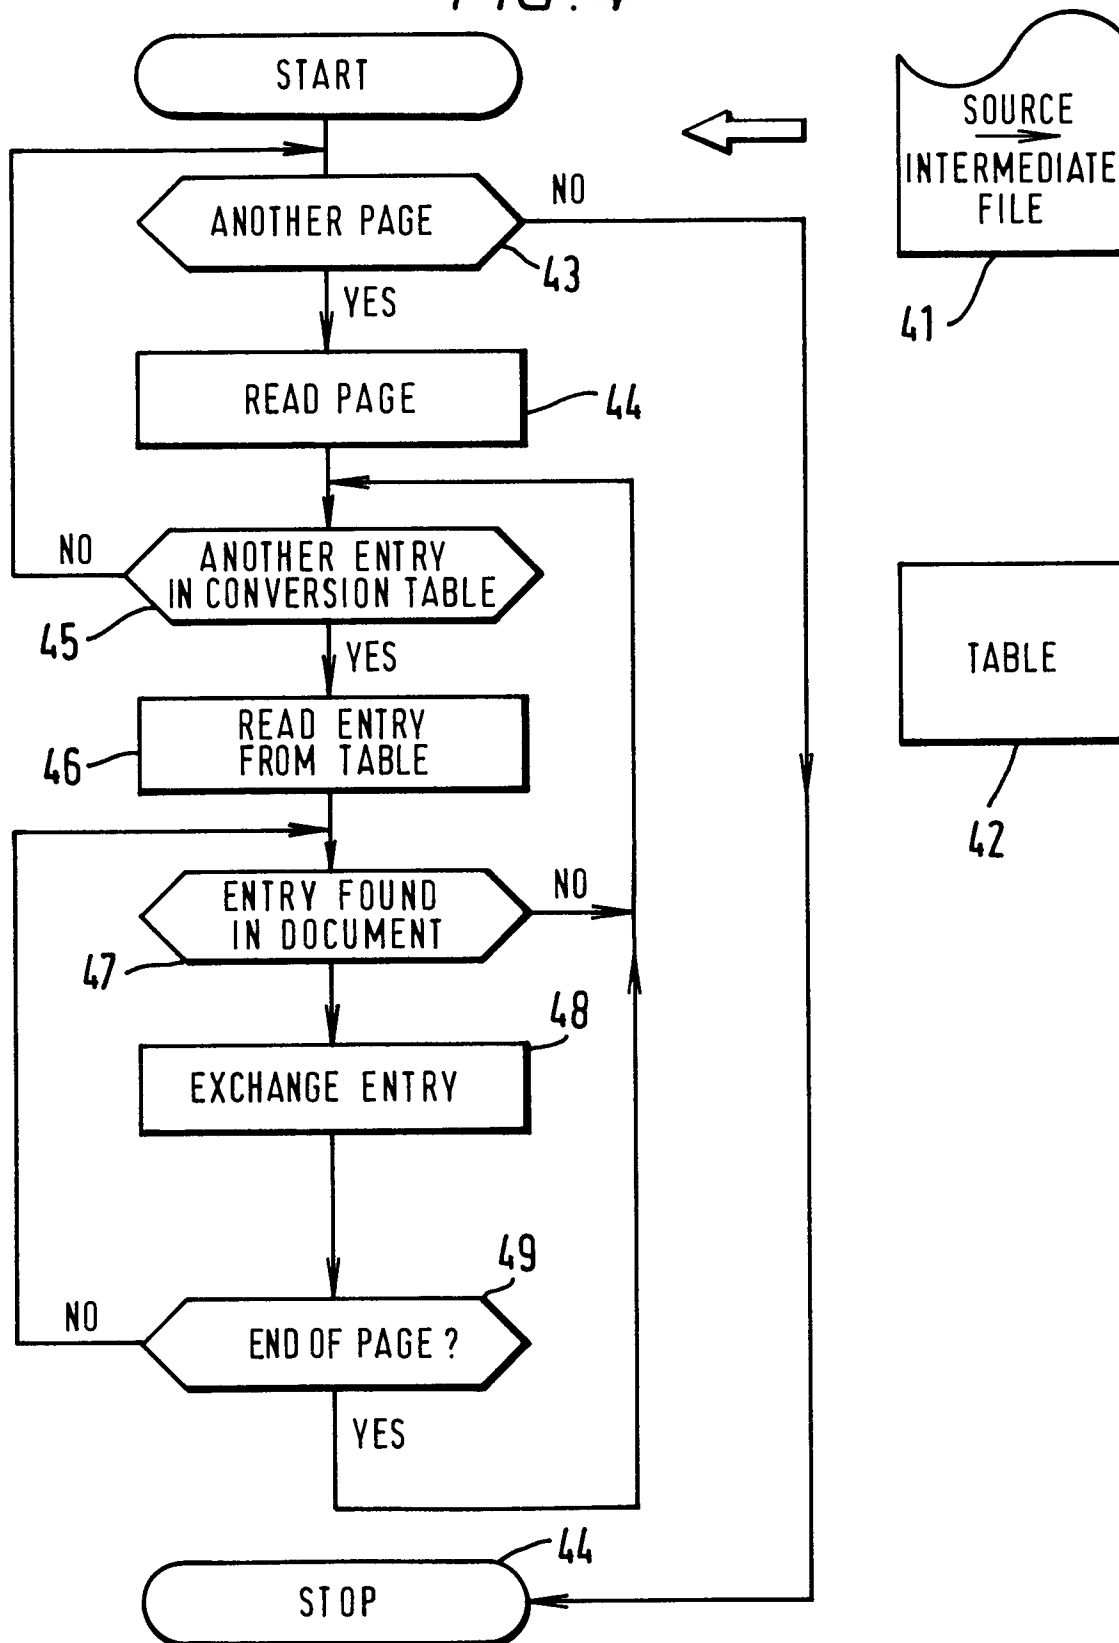 START
ANOTHER PAGE
NO
43
YES
READ PAGE
44
NO
ANOTHER ENTRY
IN CONVERSION TABLE
45
YES
READ ENTRY
FROM TABLE
46
ENTRY FOUND
IN DOCUMENT
NO
47
48
EXCHANGE ENTRY
49
NO
END OF PAGE ?
YES
44
STOP
SOURCE
INTERMEDIATE
FILE
41
TABLE
42